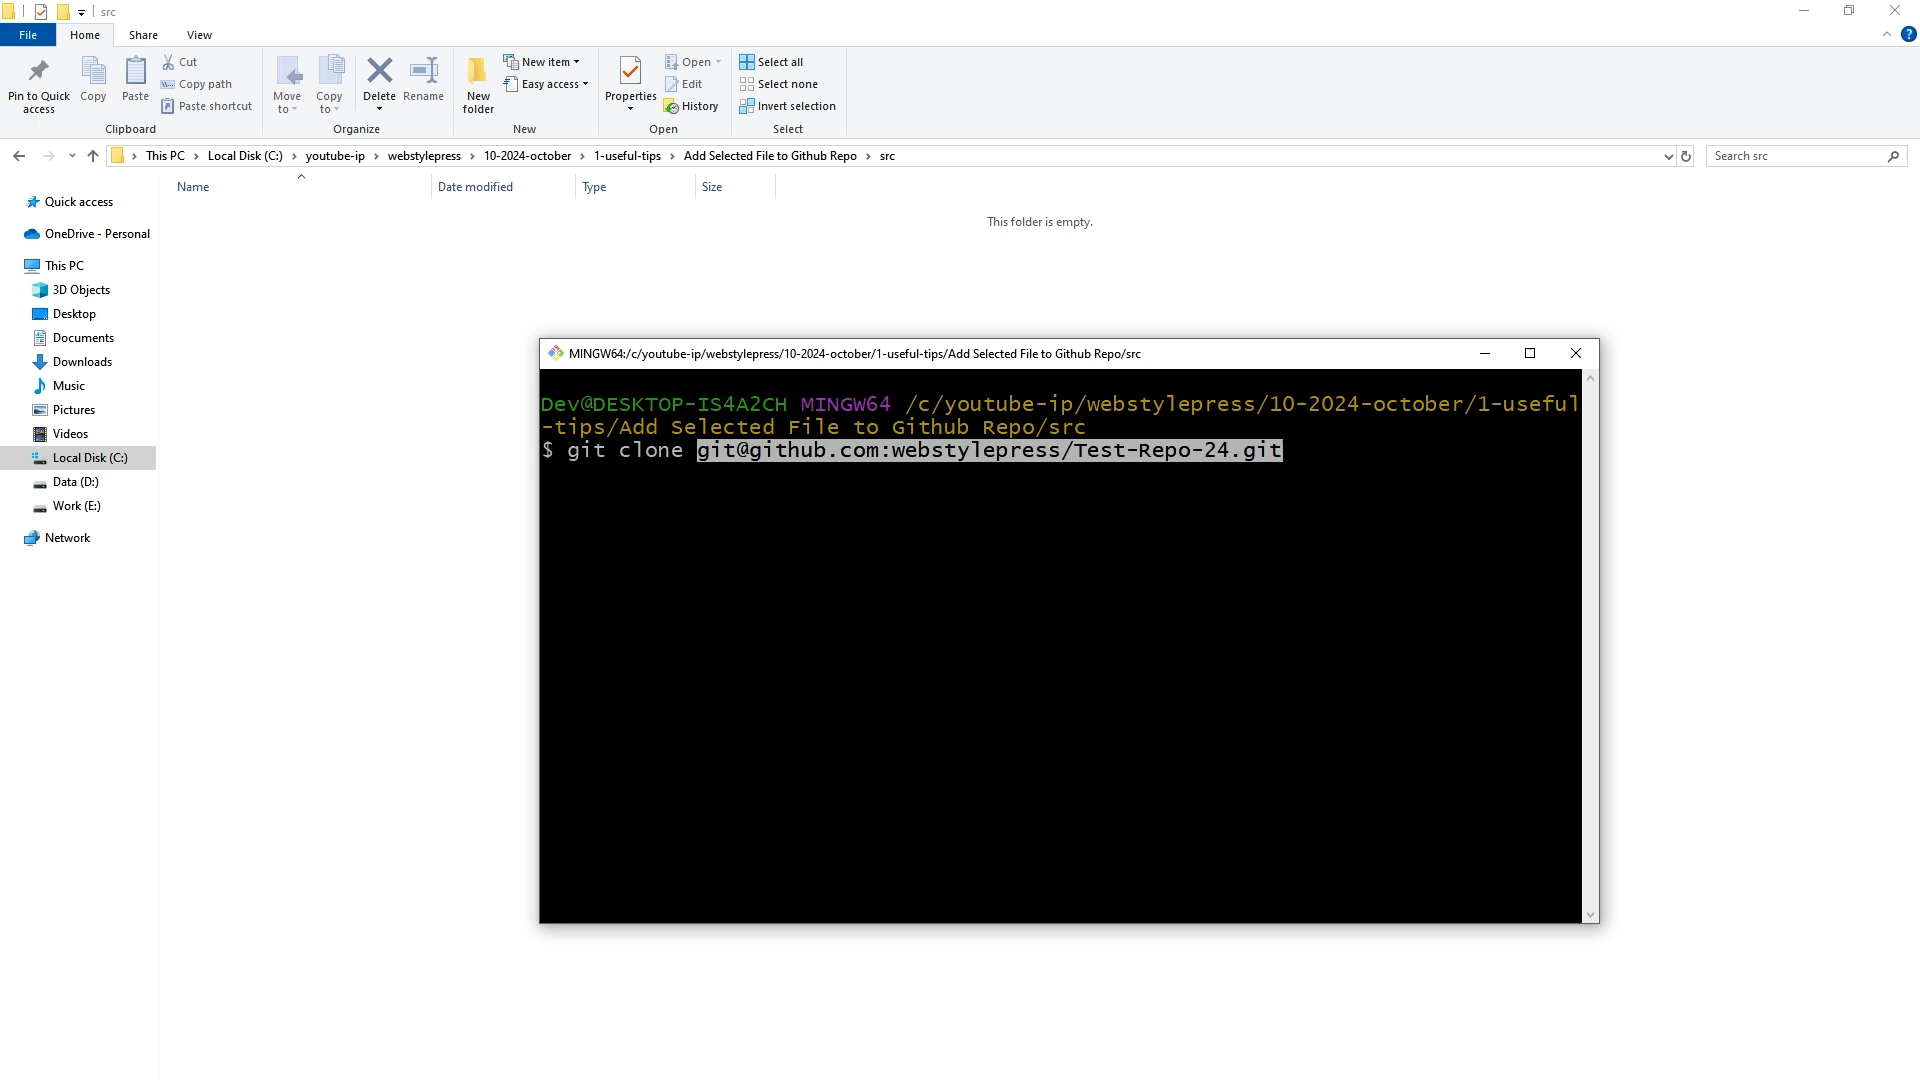 src
File Home Share View
Pin to Quick access
Copy
Paste
Cut
Copy path
Paste shortcut
Clipboard
Move to
Copy to
Delete
Rename
Organize
New folder
New item
Easy access
New
Properties
Open
Edit
History
Open
Select all
Select none
Invert selection
Select
?
This PC > Local Disk (C:) > youtube-ip > webstylepress > 10-2024-october > 1-useful-tips > Add Selected File to Github Repo > src
Search src
Name Date modified Type Size
This folder is empty.
Quick access
OneDrive - Personal
This PC
3D Objects
Desktop
Documents
Downloads
Music
Pictures
Videos
Local Disk (C:)
Data (D:)
Work (E:)
Network
MINGW64:/c/youtube-ip/webstylepress/10-2024-october/1-useful-tips/Add Selected File to Github Repo/src
Dev@DESKTOP-IS4A2CH MINGW64 /c/youtube-ip/webstylepress/10-2024-october/1-useful
-tips/Add Selected File to Github Repo/src
$ git clone git@github.com:webstylepress/Test-Repo-24.git